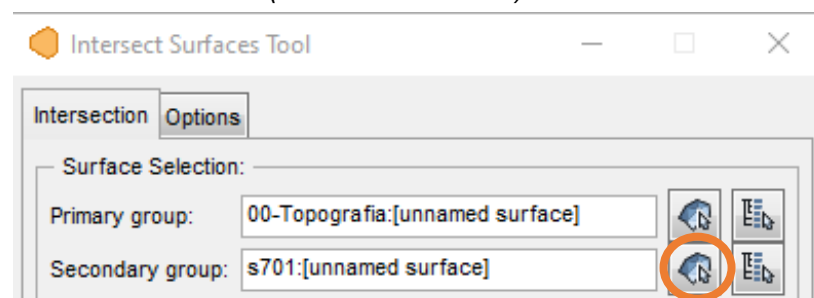 Intersect Surfaces Tool
Intersection Options
Surface Selection:
Primary group: 00-Topografia:[unnamed surface]
Secondary group: s701:[unnamed surface]